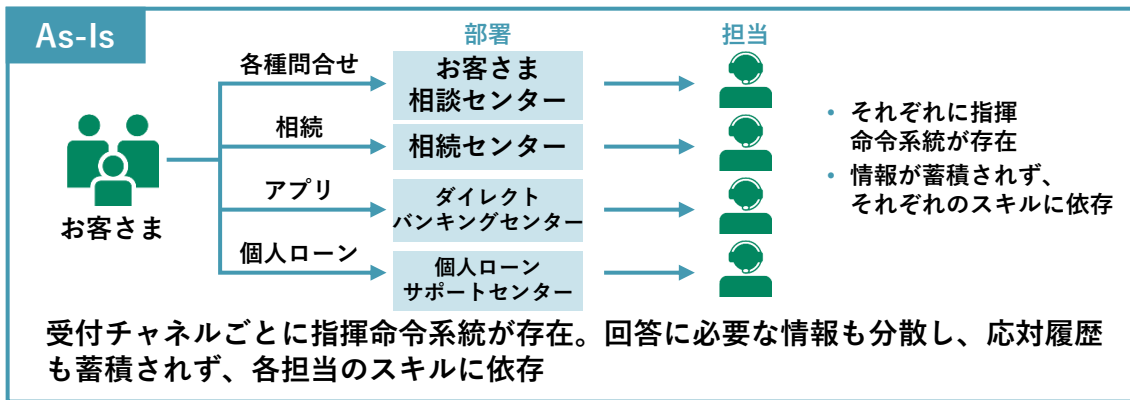 As-Is
部署
担当
お客さま
各種問合せ
お客さま
相談センター
相続
相続センター
アプリ
ダイレクト
バンキングセンター
個人ローン
個人ローン
サポートセンター
• それぞれに指揮
命令系統が存在
• 情報が蓄積されず、
それぞれのスキルに依存
受付チャネルごとに指揮命令系統が存在。回答に必要な情報も分散し、応対履歴
も蓄積されず、各担当のスキルに依存